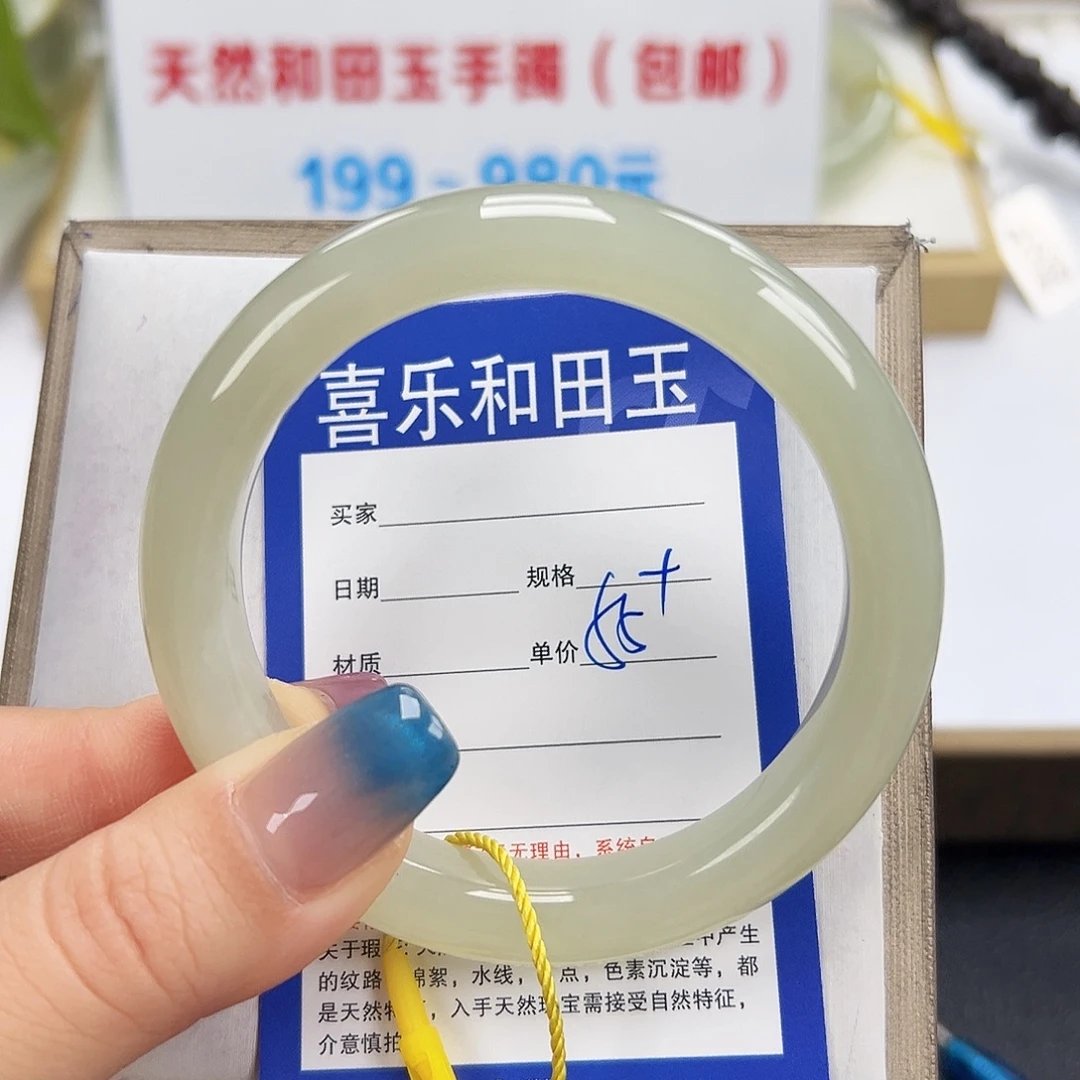 天然和田玉手镯（包邮）
199~980元
喜乐和田玉
买家
日期 规格
材质 单价
无理由，系统自
关于瑕 中产生
的纹路 棉絮，水线， 点，色素沉淀等，都
是天然特 ，入手天然珠宝需接受自然特征，
介意慎拍